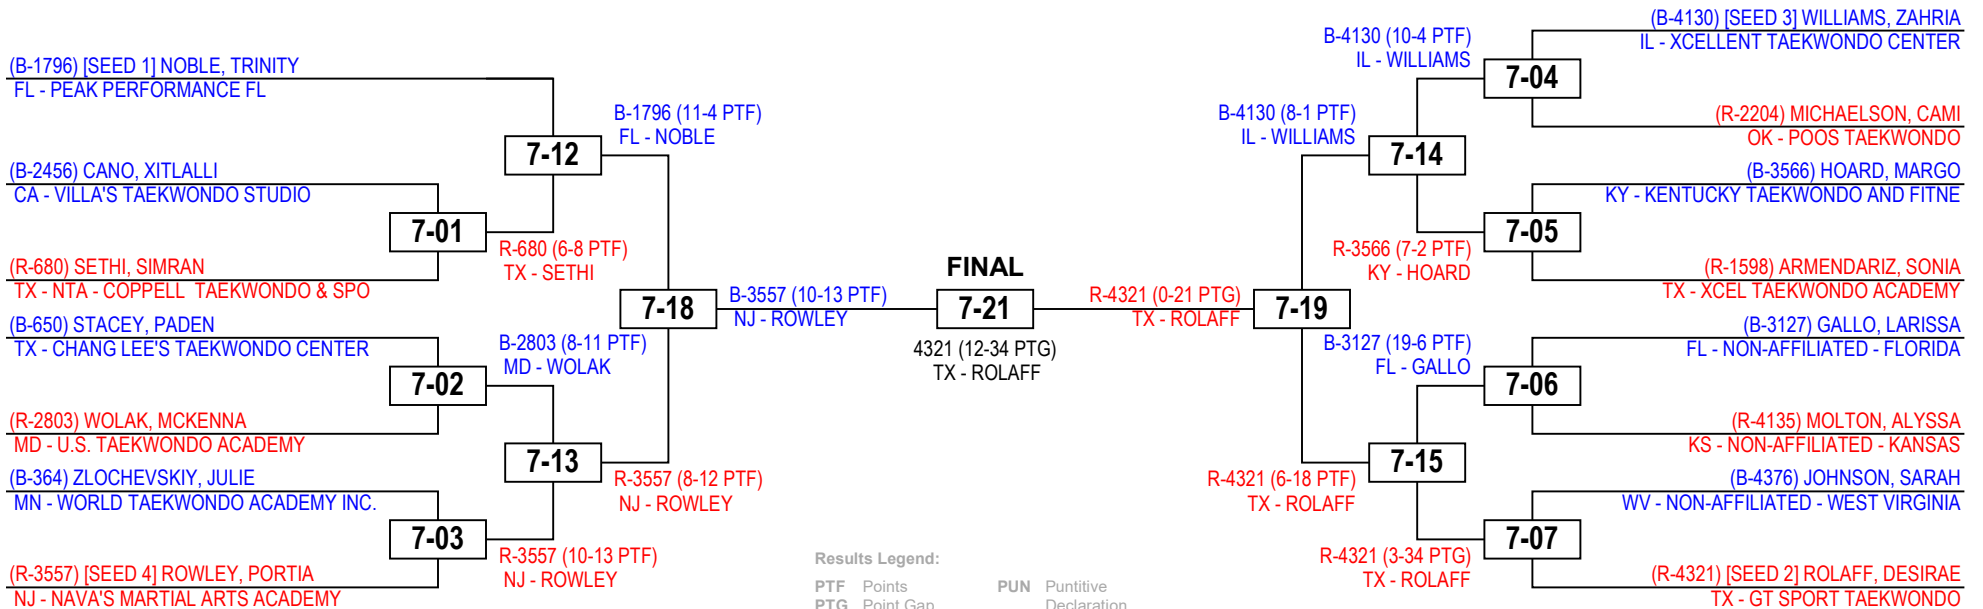 (B-1796) [SEED 1] NOBLE, TRINITY
FL - PEAK PERFORMANCE FL
(B-2456) CANO, XITLALLI
CA - VILLA'S TAEKWONDO STUDIO
(R-680) SETHI, SIMRAN
TX - NTA - COPPELL  TAEKWONDO & SPO
(B-650) STACEY, PADEN
TX - CHANG LEE'S TAEKWONDO CENTER
(R-2803) WOLAK, MCKENNA
MD - U.S. TAEKWONDO ACADEMY
(B-364) ZLOCHEVSKIY, JULIE
MN - WORLD TAEKWONDO ACADEMY INC.
(R-3557) [SEED 4] ROWLEY, PORTIA
NJ - NAVA'S MARTIAL ARTS ACADEMY
7-01
7-02
7-03
R-680 (6-8 PTF)
TX - SETHI
B-2803 (8-11 PTF)
MD - WOLAK
R-3557 (10-13 PTF)
NJ - ROWLEY
7-12
7-13
B-1796 (11-4 PTF)
FL - NOBLE
R-3557 (8-12 PTF)
NJ - ROWLEY
7-18
B-3557 (10-13 PTF)
NJ - ROWLEY
FINAL
7-21
4321 (12-34 PTG)
TX - ROLAFF
R-4321 (0-21 PTG)
TX - ROLAFF
7-19
B-4130 (8-1 PTF)
IL - WILLIAMS
R-4321 (6-18 PTF)
TX - ROLAFF
7-14
7-15
B-4130 (10-4 PTF)
IL - WILLIAMS
R-3566 (7-2 PTF)
KY - HOARD
B-3127 (19-6 PTF)
FL - GALLO
R-4321 (3-34 PTG)
TX - ROLAFF
7-04
7-05
7-06
7-07
(B-4130) [SEED 3] WILLIAMS, ZAHRIA
IL - XCELLENT TAEKWONDO CENTER
(R-2204) MICHAELSON, CAMI
OK - POOS TAEKWONDO
(B-3566) HOARD, MARGO
KY - KENTUCKY TAEKWONDO AND FITNE
(R-1598) ARMENDARIZ, SONIA
TX - XCEL TAEKWONDO ACADEMY
(B-3127) GALLO, LARISSA
FL - NON-AFFILIATED - FLORIDA
(R-4135) MOLTON, ALYSSA
KS - NON-AFFILIATED - KANSAS
(B-4376) JOHNSON, SARAH
WV - NON-AFFILIATED - WEST VIRGINIA
(R-4321) [SEED 2] ROLAFF, DESIRAE
TX - GT SPORT TAEKWONDO
Results Legend:
PTF Points PUN Puntitive
PTG Point Gap Declaration